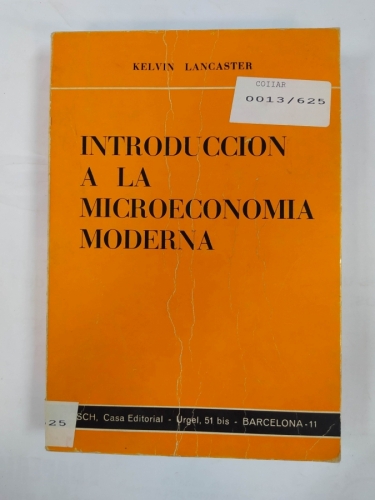 KELVIN LANCASTER
COIIAR
0013/625
INTRODUCCION
A LA
MICROECONOMIA
MODERNA
SCH, Casa Editorial - Urgel, 51 bis - BARCELONA - 11
25